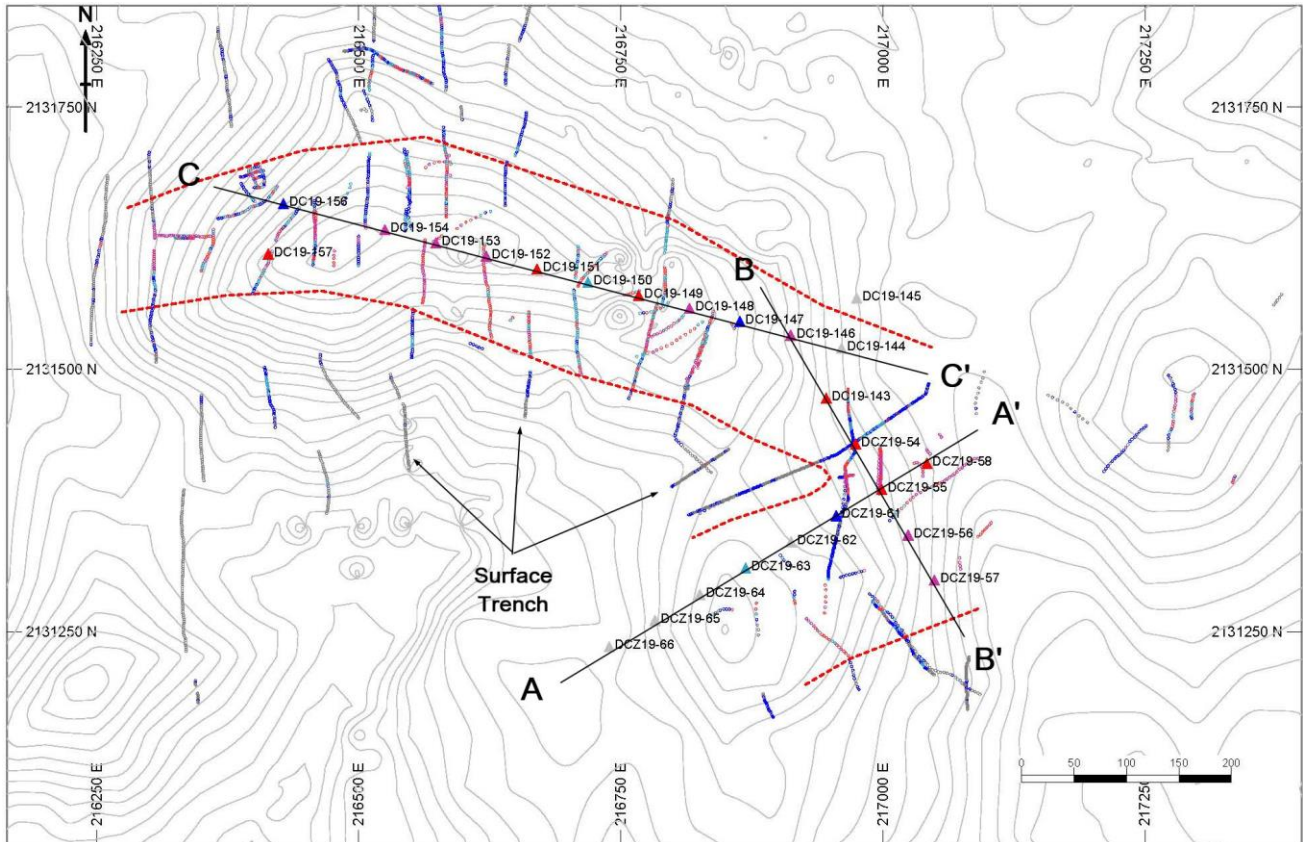 N
216250 E
216500 E
216750 E
217000 E
217250 E
2131750 N
2131750 N
C
DC19-156
DC19-154
DC19-153
DC19-157
DC19-152
DC19-151
DC19-150
B
DC19-149
DC19-145
DC19-148
DC19-147
DC19-146
DC19-144
2131500 N
C'
2131500 N
DC19-143
A'
DCZ19-54
DCZ19-58
DCZ19-55
DCZ19-61
DCZ19-56
DCZ19-62
DCZ19-63
Surface
Trench
DCZ19-57
DCZ19-64
DCZ19-65
2131250 N
2131250 N
DCZ19-66
B'
A
0 50 100 150 200
216250 E
216500 E
216750 E
217000 E
217250 E